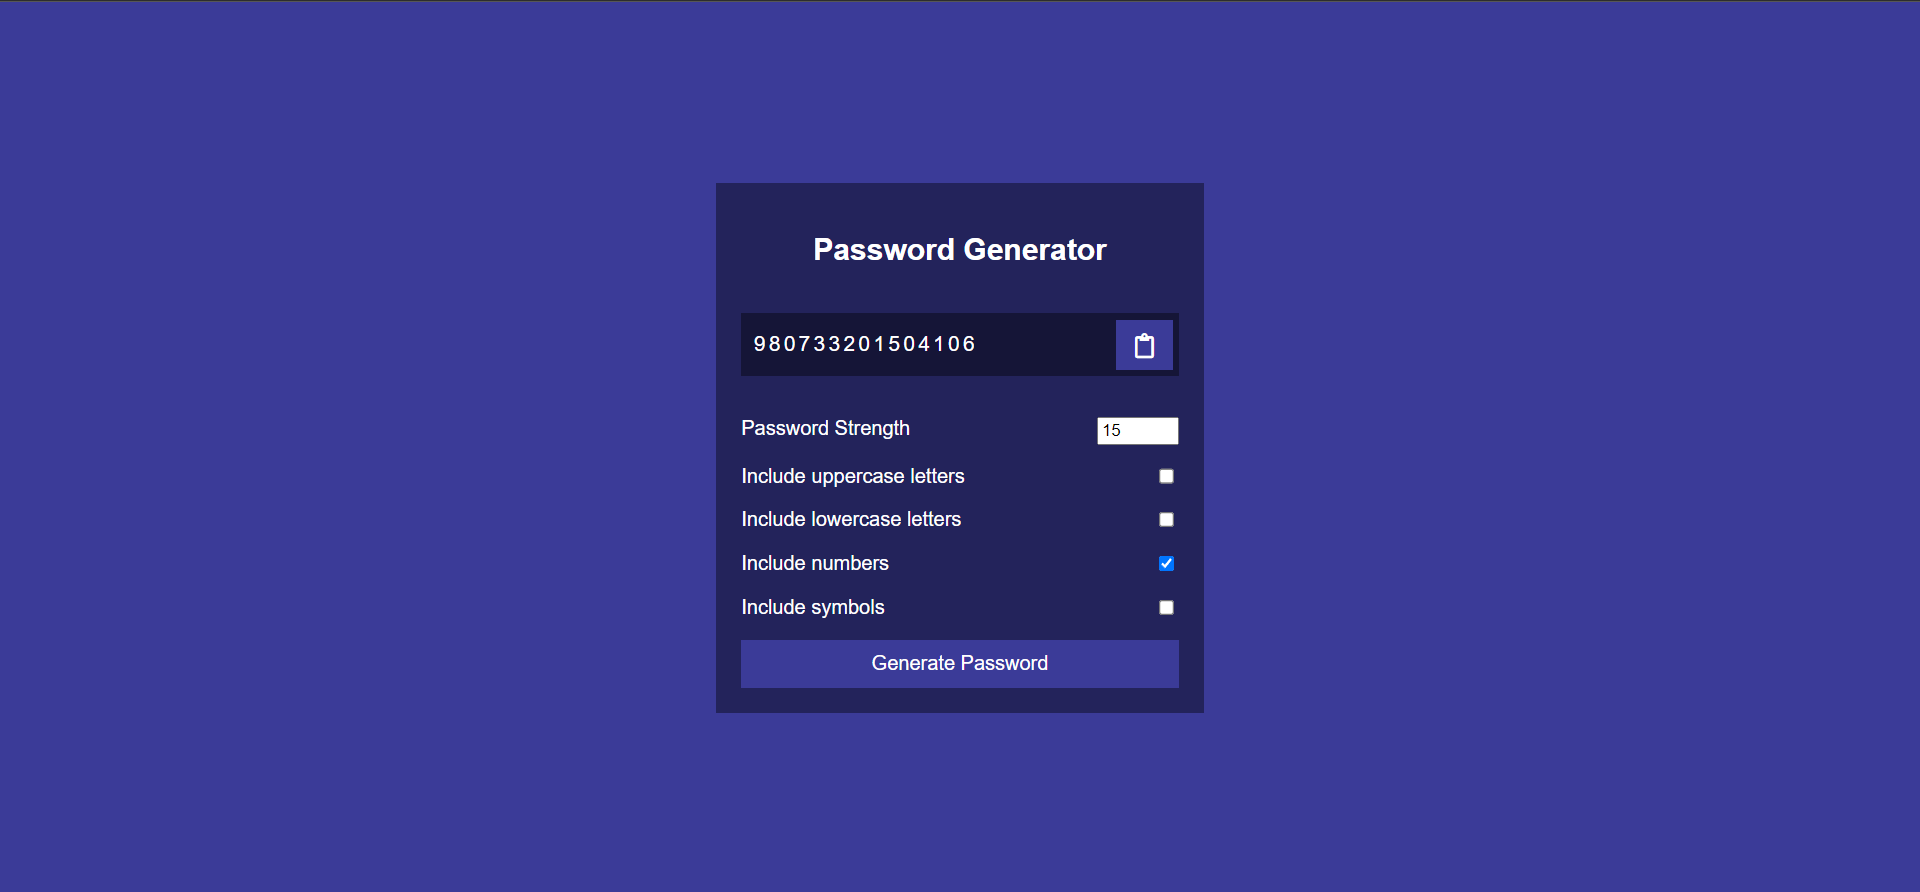 Password Generator
980733201504106
Password Strength 15
Include uppercase letters
Include lowercase letters
Include numbers
Include symbols
Generate Password